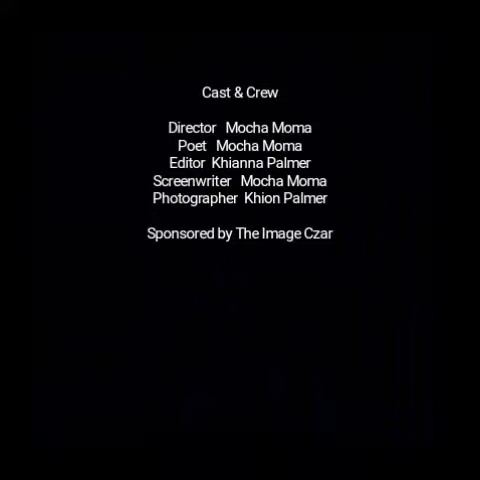 Cast & Crew
Director Mocha Moma
Poet Mocha Moma
Editor Khianna Palmer
Screenwriter Mocha Moma
Photographer Khion Palmer
Sponsored by The Image Czar